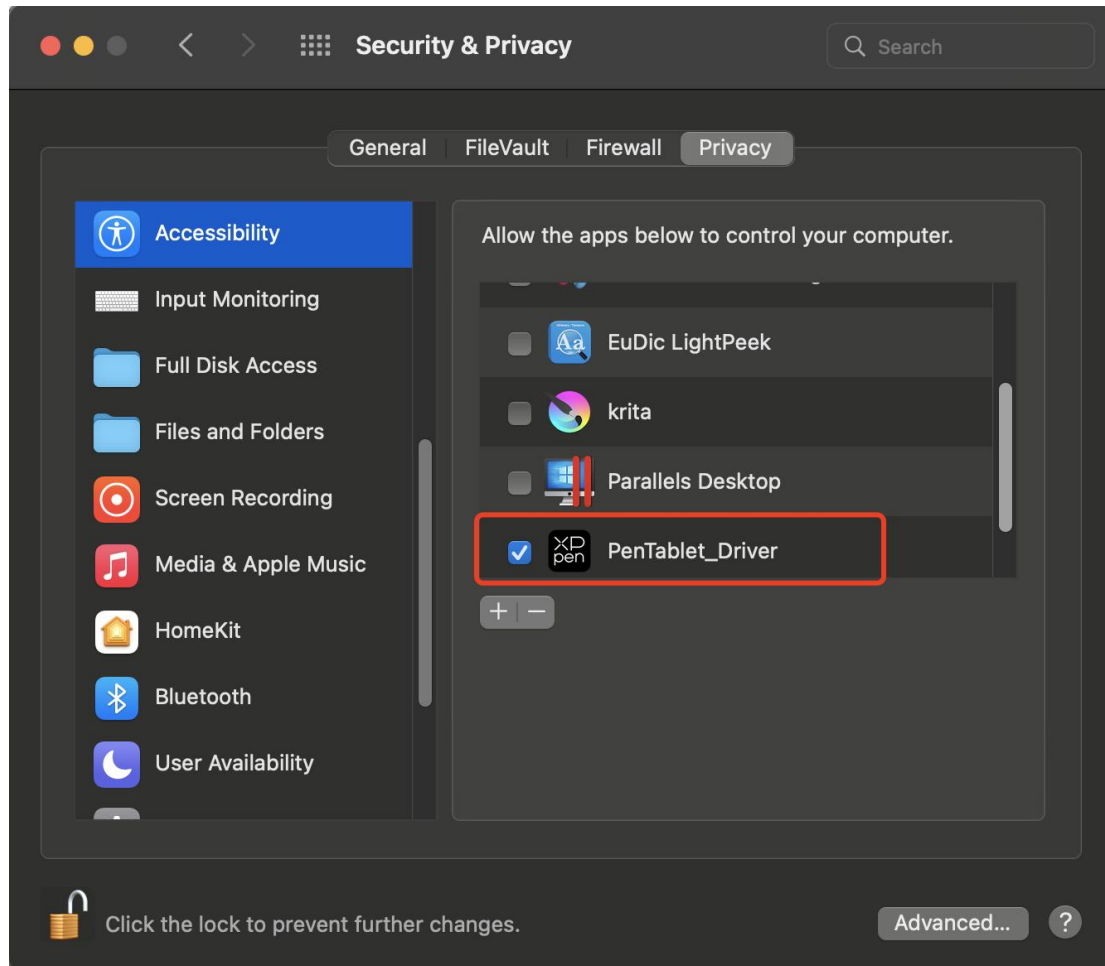 Security & Privacy
Search
General
FileVault
Firewall
Privacy
Accessibility
Input Monitoring
Full Disk Access
Files and Folders
Screen Recording
Media & Apple Music
HomeKit
Bluetooth
User Availability
Allow the apps below to control your computer.
Aa
EuDic LightPeek
krita
Parallels Desktop
XP
pen
PenTablet_Driver
+
−
Click the lock to prevent further changes.
Advanced...
?